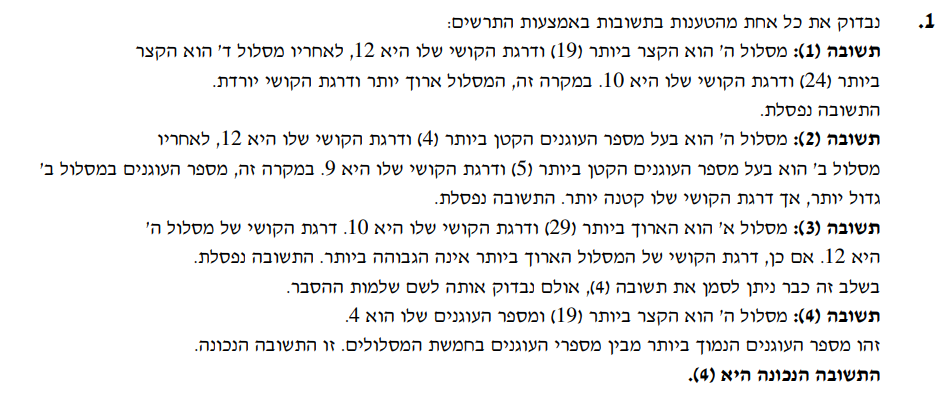 1. נבדוק את כל אחת מהטענות בתשובות באמצעות התרשים:
תשובה (1): מסלול ה׳ הוא הקצר ביותר (19) ודרגת הקושי שלו היא 12, לאחריו מסלול ד׳ הוא הקצר
ביותר (24) ודרגת הקושי שלו היא 10. במקרה זה, המסלול ארוך יותר ודרגת הקושי יורדת.
התשובה נפסלת.
תשובה (2): מסלול ה׳ הוא בעל מספר העוגנים הקטן ביותר (4) ודרגת הקושי שלו היא 12, לאחריו
מסלול ב׳ הוא בעל מספר העוגנים הקטן ביותר (5) ודרגת הקושי שלו היא 9. במקרה זה, מספר העוגנים במסלול ב׳
גדול יותר, אך דרגת הקושי שלו קטנה יותר. התשובה נפסלת.
תשובה (3): מסלול א׳ הוא הארוך ביותר (29) ודרגת הקושי שלו היא 10. דרגת הקושי של מסלול ה׳
היא 12. אם כן, דרגת הקושי של המסלול הארוך ביותר אינה הגבוהה ביותר. התשובה נפסלת.
בשלב זה כבר ניתן לסמן את תשובה (4), אולם נבדוק אותה לשם שלמות ההסבר.
תשובה (4): מסלול ה׳ הוא הקצר ביותר (19) ומספר העוגנים שלו הוא 4.
זהו מספר העוגנים הנמוך ביותר מבין מספרי העוגנים בחמשת המסלולים. זו התשובה הנכונה.
התשובה הנכונה היא (4).